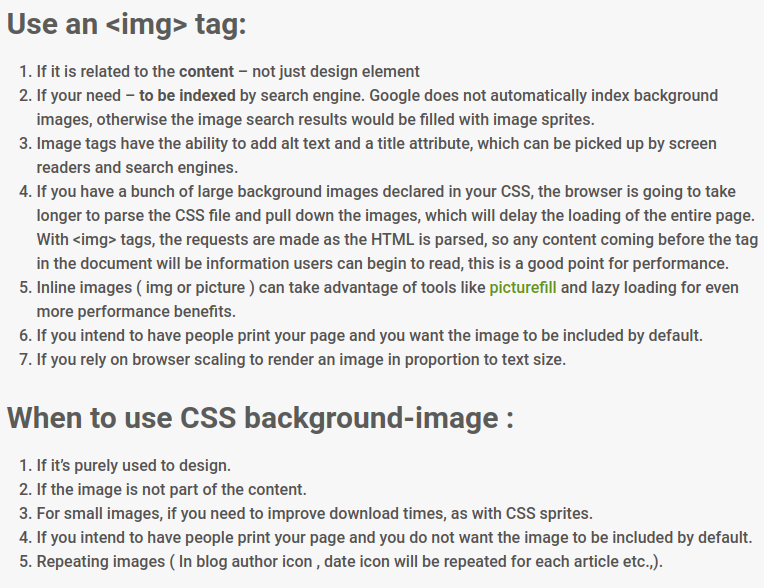 Use an <img> tag:
1. If it is related to the content – not just design element
2. If your need – to be indexed by search engine. Google does not automatically index background
images, otherwise the image search results would be filled with image sprites.
3. Image tags have the ability to add alt text and a title attribute, which can be picked up by screen
readers and search engines.
4. If you have a bunch of large background images declared in your CSS, the browser is going to take
longer to parse the CSS file and pull down the images, which will delay the loading of the entire page.
With <img> tags, the requests are made as the HTML is parsed, so any content coming before the tag
in the document will be information users can begin to read, this is a good point for performance.
5. Inline images ( img or picture ) can take advantage of tools like picturefill and lazy loading for even
more performance benefits.
6. If you intend to have people print your page and you want the image to be included by default.
7. If you rely on browser scaling to render an image in proportion to text size.
When to use CSS background-image :
1. If it’s purely used to design.
2. If the image is not part of the content.
3. For small images, if you need to improve download times, as with CSS sprites.
4. If you intend to have people print your page and you do not want the image to be included by default.
5. Repeating images ( In blog author icon , date icon will be repeated for each article etc.,).